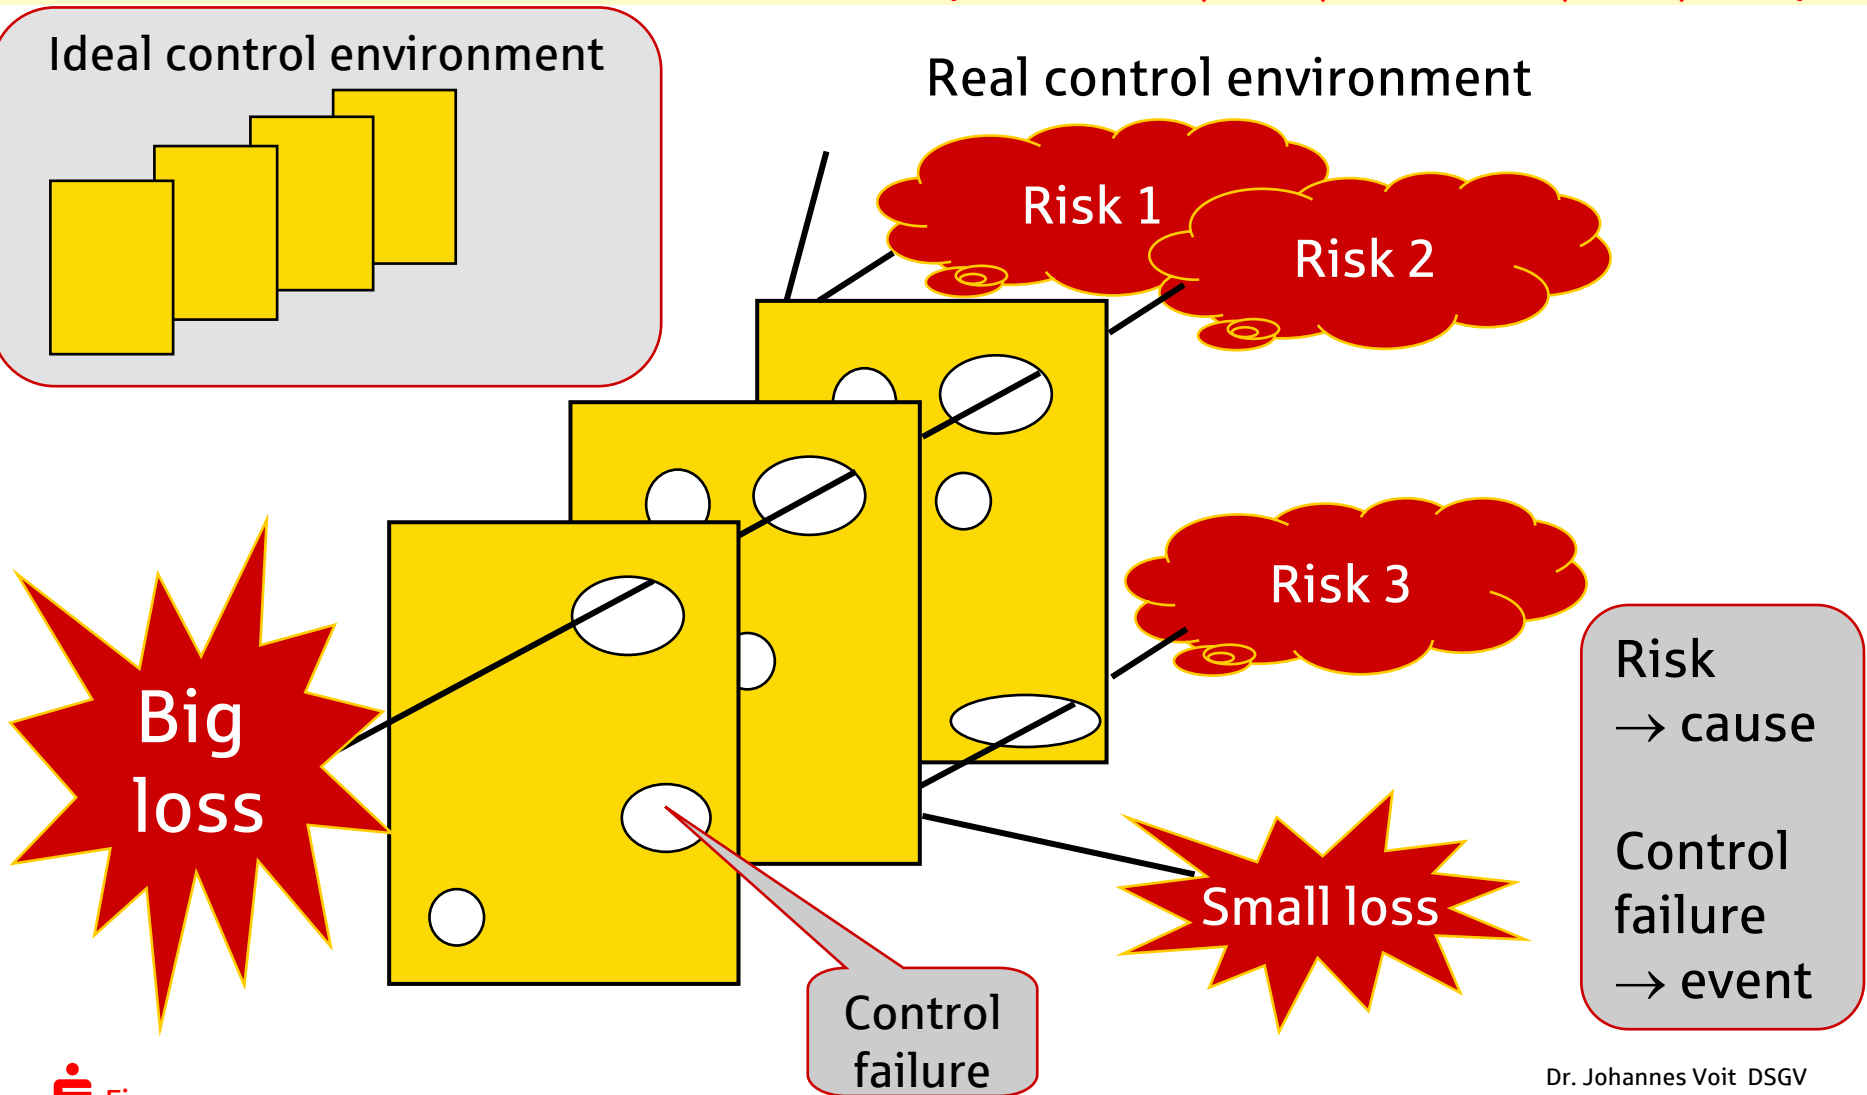 Ideal control environment
Real control environment
Risk 1
Risk 2
Risk 3
Big
loss
Small loss
Control
failure
Risk
→ cause
Control
failure
→ event
Dr. Johannes Voit DSGV